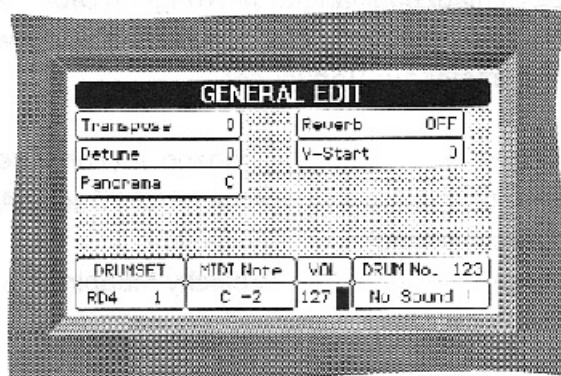 GENERAL EDIT
Transpose 0 Reverb OFF
Detune 0 V-Start 0
Panorama C
DRUMSET MIDI Note VOL DRUM No. 120
RD4 1 C -2 127 No Sound